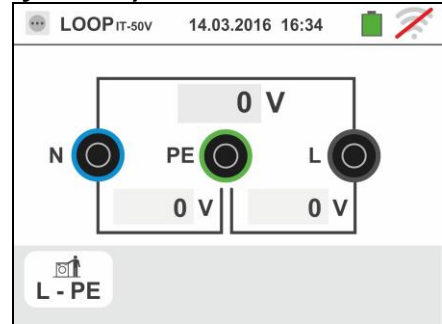 LOOP IT-50V 14.03.2016 16:34
0 V
N PE L
0 V 0 V
L - PE